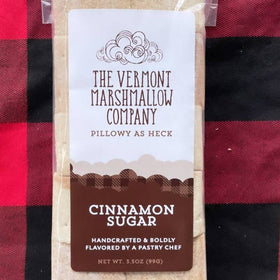 THE VERMONT
MARSHMALLOW
COMPANY
PILLOWY AS HECK
CINNAMON
SUGAR
HANDCRAFTED & BOLDLY
FLAVORED BY A PASTRY CHEF
NET WT. 3.5OZ (99G)